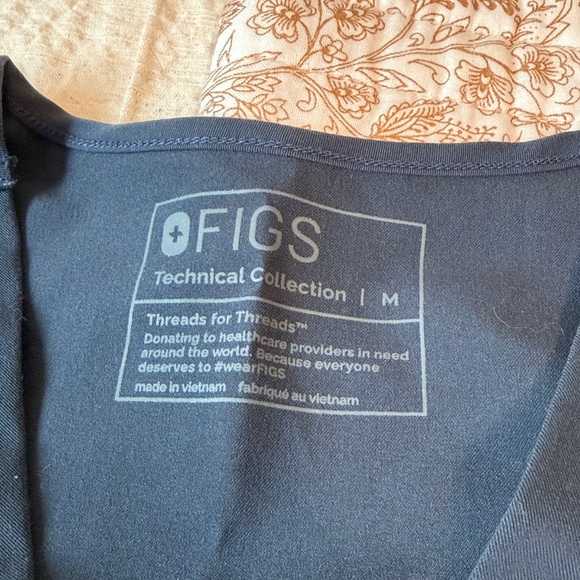 FIGS
Technical Collection | M
Threads for Threads™
Donating to healthcare providers in need
around the world. Because everyone
deserves to #wearFIGS
made in vietnam fabriqué au vietnam